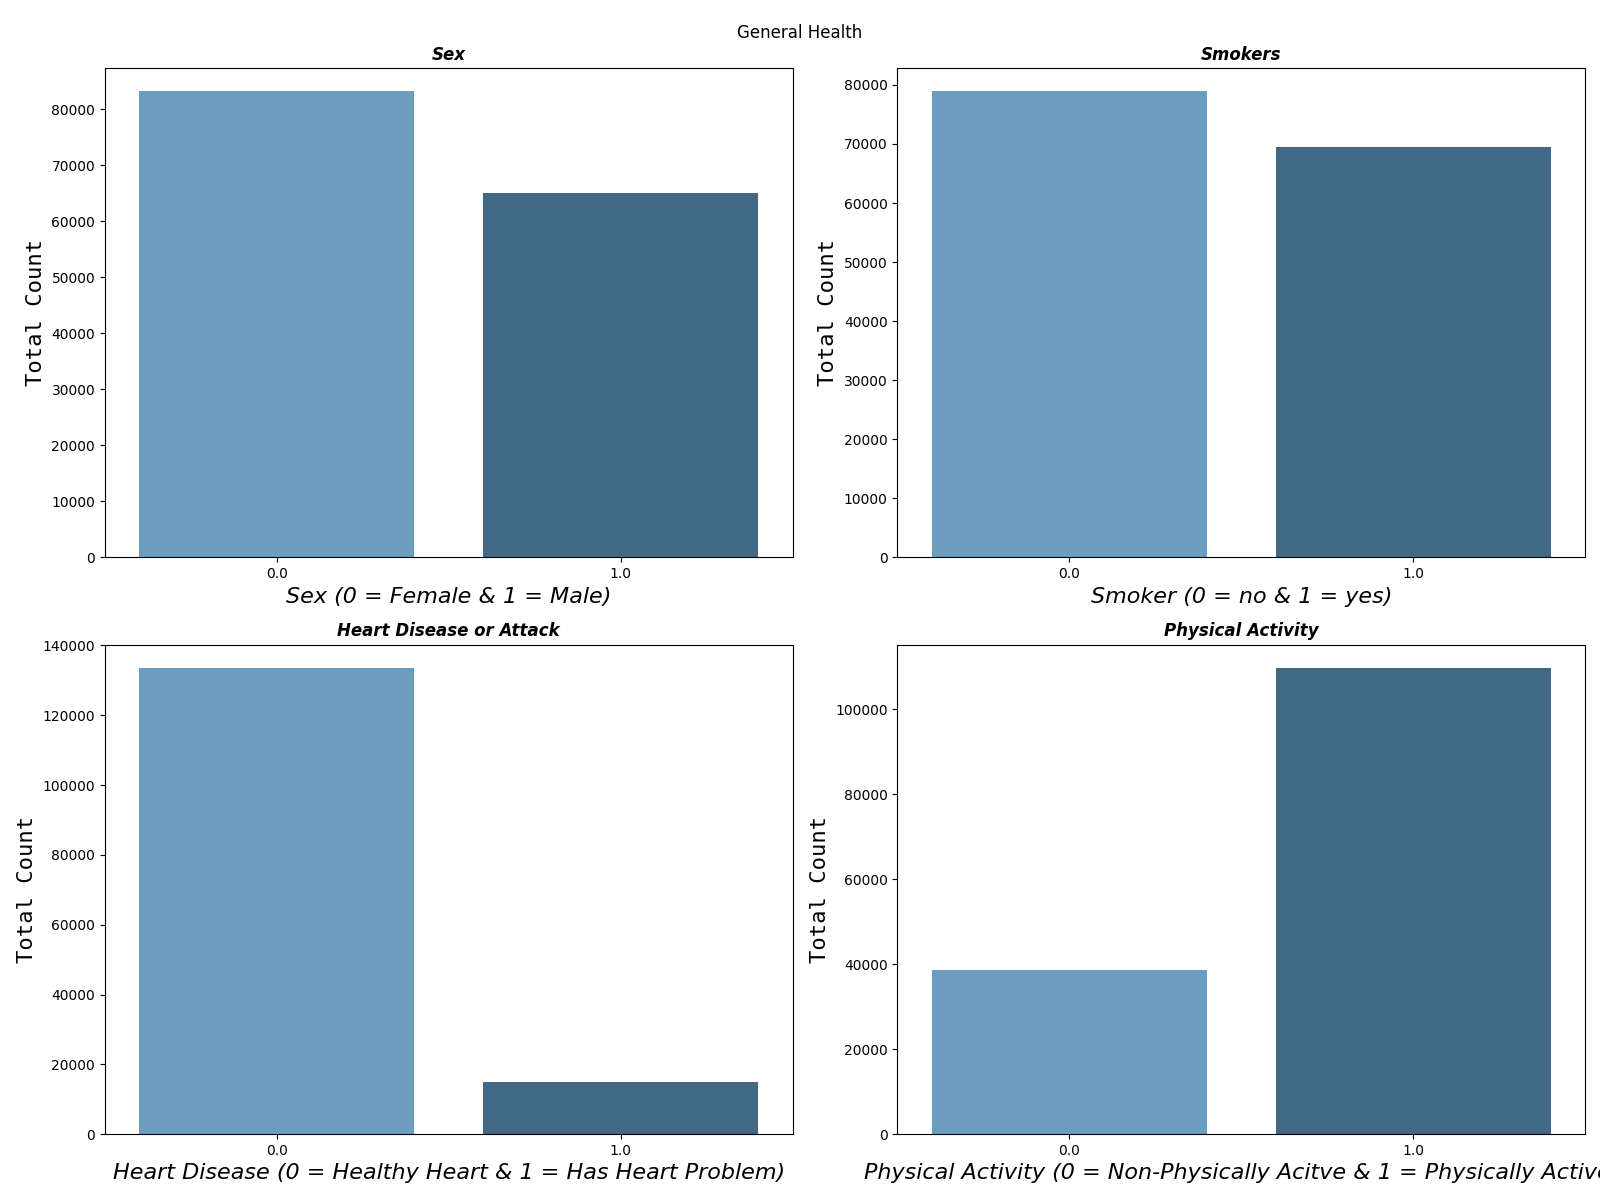 General Health
Sex
80000
70000
60000
50000
40000
30000
20000
10000
0
Total Count
0.0 1.0
Sex (0 = Female & 1 = Male)
Smokers
80000
70000
60000
50000
40000
30000
20000
10000
0
Total Count
0.0 1.0
Smoker (0 = no & 1 = yes)
Heart Disease or Attack
140000
120000
100000
80000
60000
40000
20000
0
Total Count
0.0 1.0
Heart Disease (0 = Healthy Heart & 1 = Has Heart Problem)
Physical Activity
100000
80000
60000
40000
20000
0
Total Count
0.0 1.0
Physical Activity (0 = Non-Physically Acitve & 1 = Physically Active